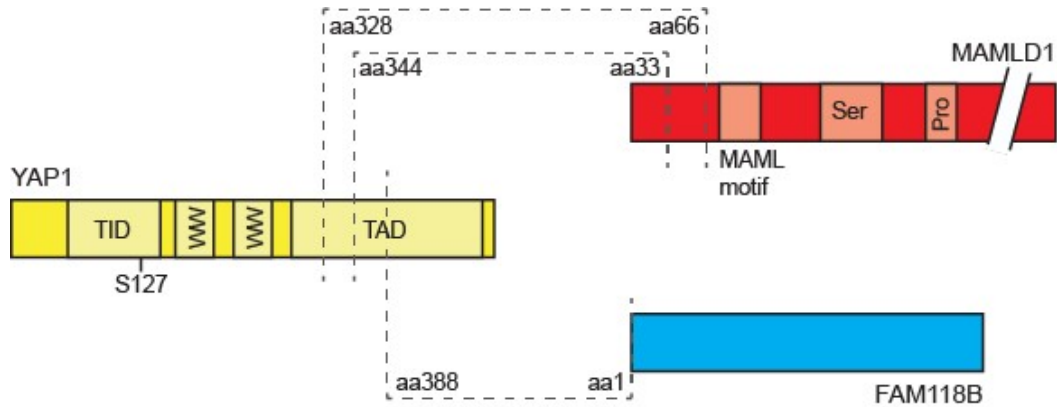 aa328
aa66
aa344
aa33
MAMLD1
Ser
Pro
MAML
motif
YAP1
TID
WW
WW
TAD
S127
aa388
aa1
FAM118B